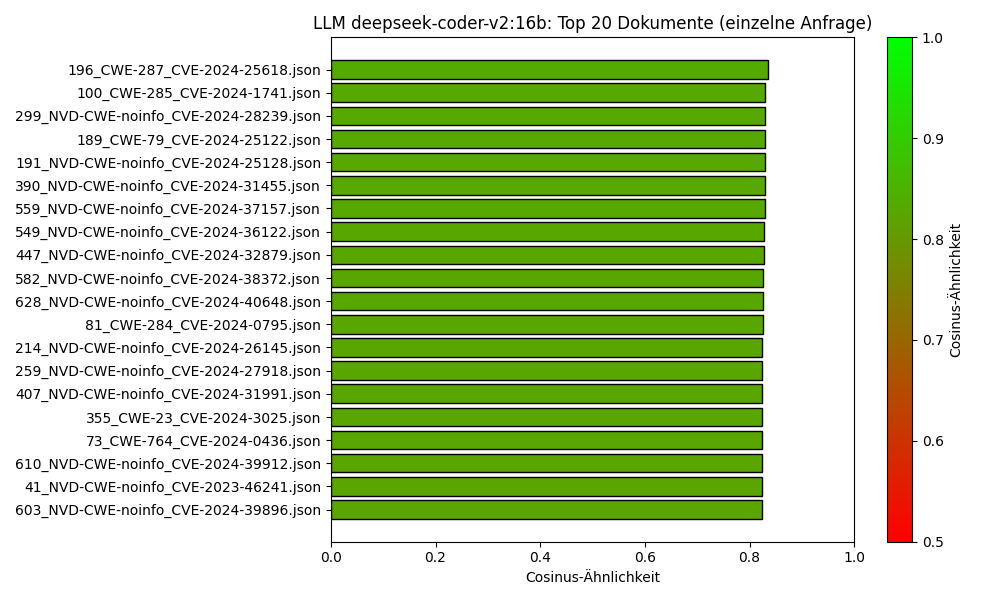 LLM deepseek-coder-v2:16b: Top 20 Dokumente (einzelne Anfrage)
196_CWE-287_CVE-2024-25618.json
100_CWE-285_CVE-2024-1741.json
299_NVD-CWE-noinfo_CVE-2024-28239.json
189_CWE-79_CVE-2024-25122.json
191_NVD-CWE-noinfo_CVE-2024-25128.json
390_NVD-CWE-noinfo_CVE-2024-31455.json
559_NVD-CWE-noinfo_CVE-2024-37157.json
549_NVD-CWE-noinfo_CVE-2024-36122.json
447_NVD-CWE-noinfo_CVE-2024-32879.json
582_NVD-CWE-noinfo_CVE-2024-38372.json
628_NVD-CWE-noinfo_CVE-2024-40648.json
81_CWE-284_CVE-2024-0795.json
214_NVD-CWE-noinfo_CVE-2024-26145.json
259_NVD-CWE-noinfo_CVE-2024-27918.json
407_NVD-CWE-noinfo_CVE-2024-31991.json
355_CWE-23_CVE-2024-3025.json
73_CWE-764_CVE-2024-0436.json
610_NVD-CWE-noinfo_CVE-2024-39912.json
41_NVD-CWE-noinfo_CVE-2023-46241.json
603_NVD-CWE-noinfo_CVE-2024-39896.json
0.0 0.2 0.4 0.6 0.8 1.0
Cosinus-Ähnlichkeit
1.0
0.9
0.8
0.7
0.6
0.5
Cosinus-Ähnlichkeit